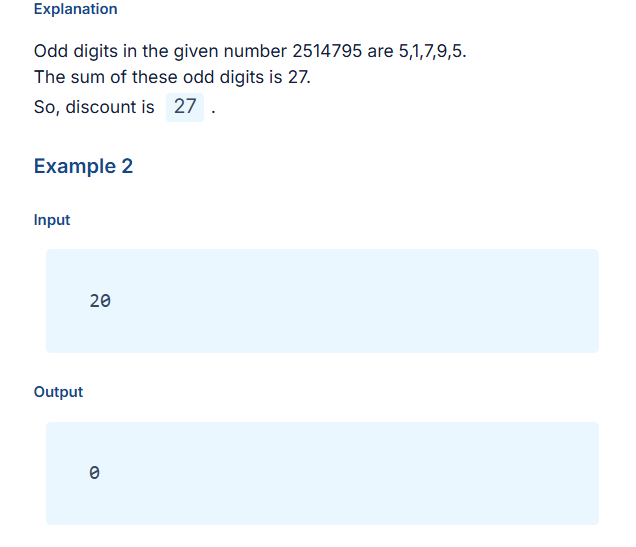 Explanation
Odd digits in the given number 2514795 are 5,1,7,9,5.
The sum of these odd digits is 27.
So, discount is 27 .
Example 2
Input
20
Output
0